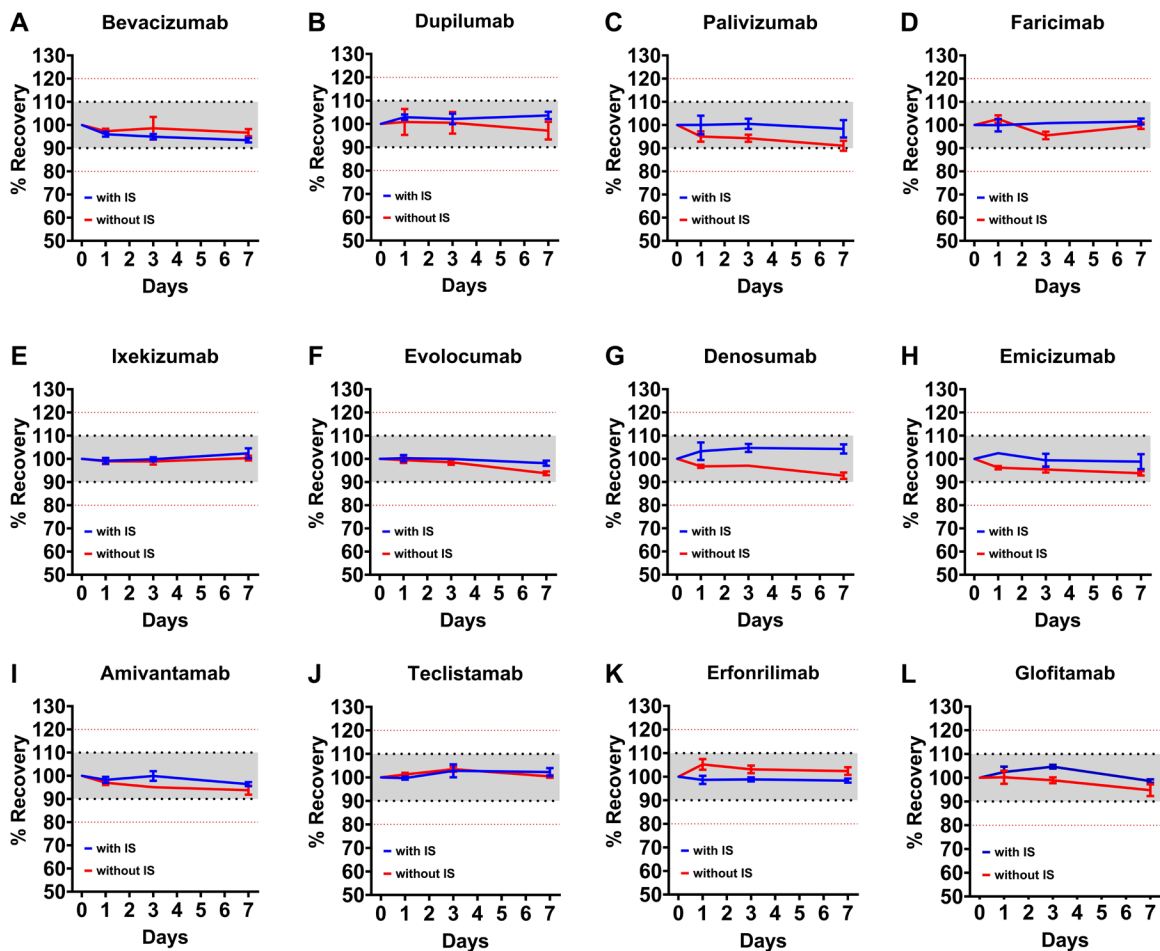 A Bevacizumab
% Recovery
130
120
110
100
90
80
70
60
50
with IS
without IS
0 1 2 3 4 5 6 7
Days
B Dupilumab
% Recovery
130
120
110
100
90
80
70
60
50
with IS
without IS
0 1 2 3 4 5 6 7
Days
C Palivizumab
% Recovery
130
120
110
100
90
80
70
60
50
with IS
without IS
0 1 2 3 4 5 6 7
Days
D Faricimab
% Recovery
130
120
110
100
90
80
70
60
50
with IS
without IS
0 1 2 3 4 5 6 7
Days
E Ixekizumab
% Recovery
130
120
110
100
90
80
70
60
50
with IS
without IS
0 1 2 3 4 5 6 7
Days
F Evolocumab
% Recovery
130
120
110
100
90
80
70
60
50
with IS
without IS
0 1 2 3 4 5 6 7
Days
G Denosumab
% Recovery
130
120
110
100
90
80
70
60
50
with IS
without IS
0 1 2 3 4 5 6 7
Days
H Emicizumab
% Recovery
130
120
110
100
90
80
70
60
50
with IS
without IS
0 1 2 3 4 5 6 7
Days
I Amivantamab
% Recovery
130
120
110
100
90
80
70
60
50
with IS
without IS
0 1 2 3 4 5 6 7
Days
J Teclistamab
% Recovery
130
120
110
100
90
80
70
60
50
with IS
without IS
0 1 2 3 4 5 6 7
Days
K Erfonrilimab
% Recovery
130
120
110
100
90
80
70
60
50
with IS
without IS
0 1 2 3 4 5 6 7
Days
L Glofitamab
% Recovery
130
120
110
100
90
80
70
60
50
with IS
without IS
0 1 2 3 4 5 6 7
Days